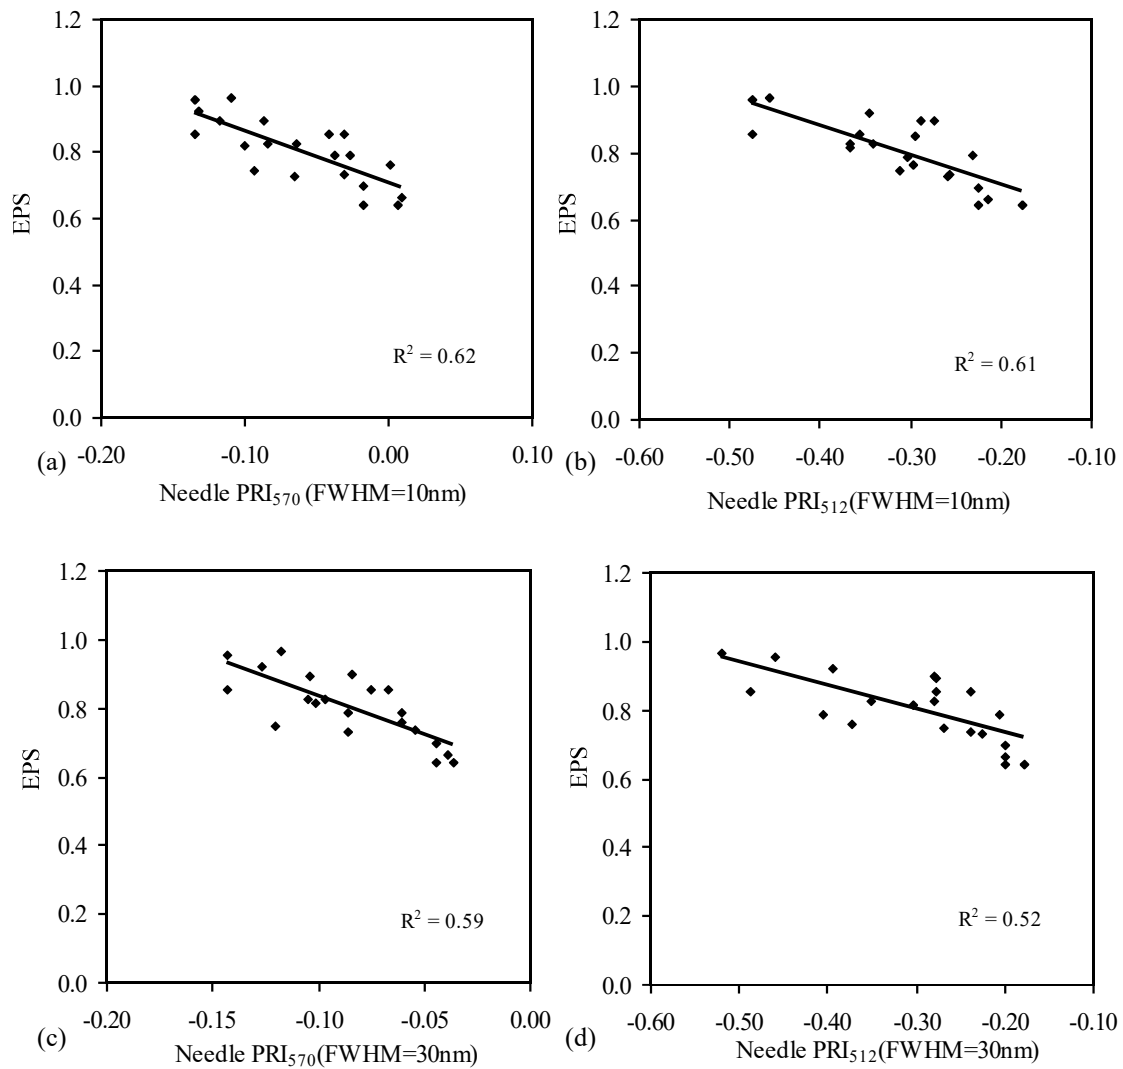 1.2
1.0
0.8
0.6
0.4
0.2
0.0
EPS
R² = 0.62
-0.20 -0.10 0.00 0.10
(a)
Needle PRI₅₇₀ (FWHM=10nm)
1.2
1.0
0.8
0.6
0.4
0.2
0.0
EPS
R² = 0.61
-0.60 -0.50 -0.40 -0.30 -0.20 -0.10
(b)
Needle PRI₅₁₂(FWHM=10nm)
1.2
1.0
0.8
0.6
0.4
0.2
0.0
EPS
R² = 0.59
-0.20 -0.15 -0.10 -0.05 0.00
(c)
Needle PRI₅₇₀(FWHM=30nm)
1.2
1.0
0.8
0.6
0.4
0.2
0.0
EPS
R² = 0.52
-0.60 -0.50 -0.40 -0.30 -0.20 -0.10
(d)
Needle PRI₅₁₂(FWHM=30nm)